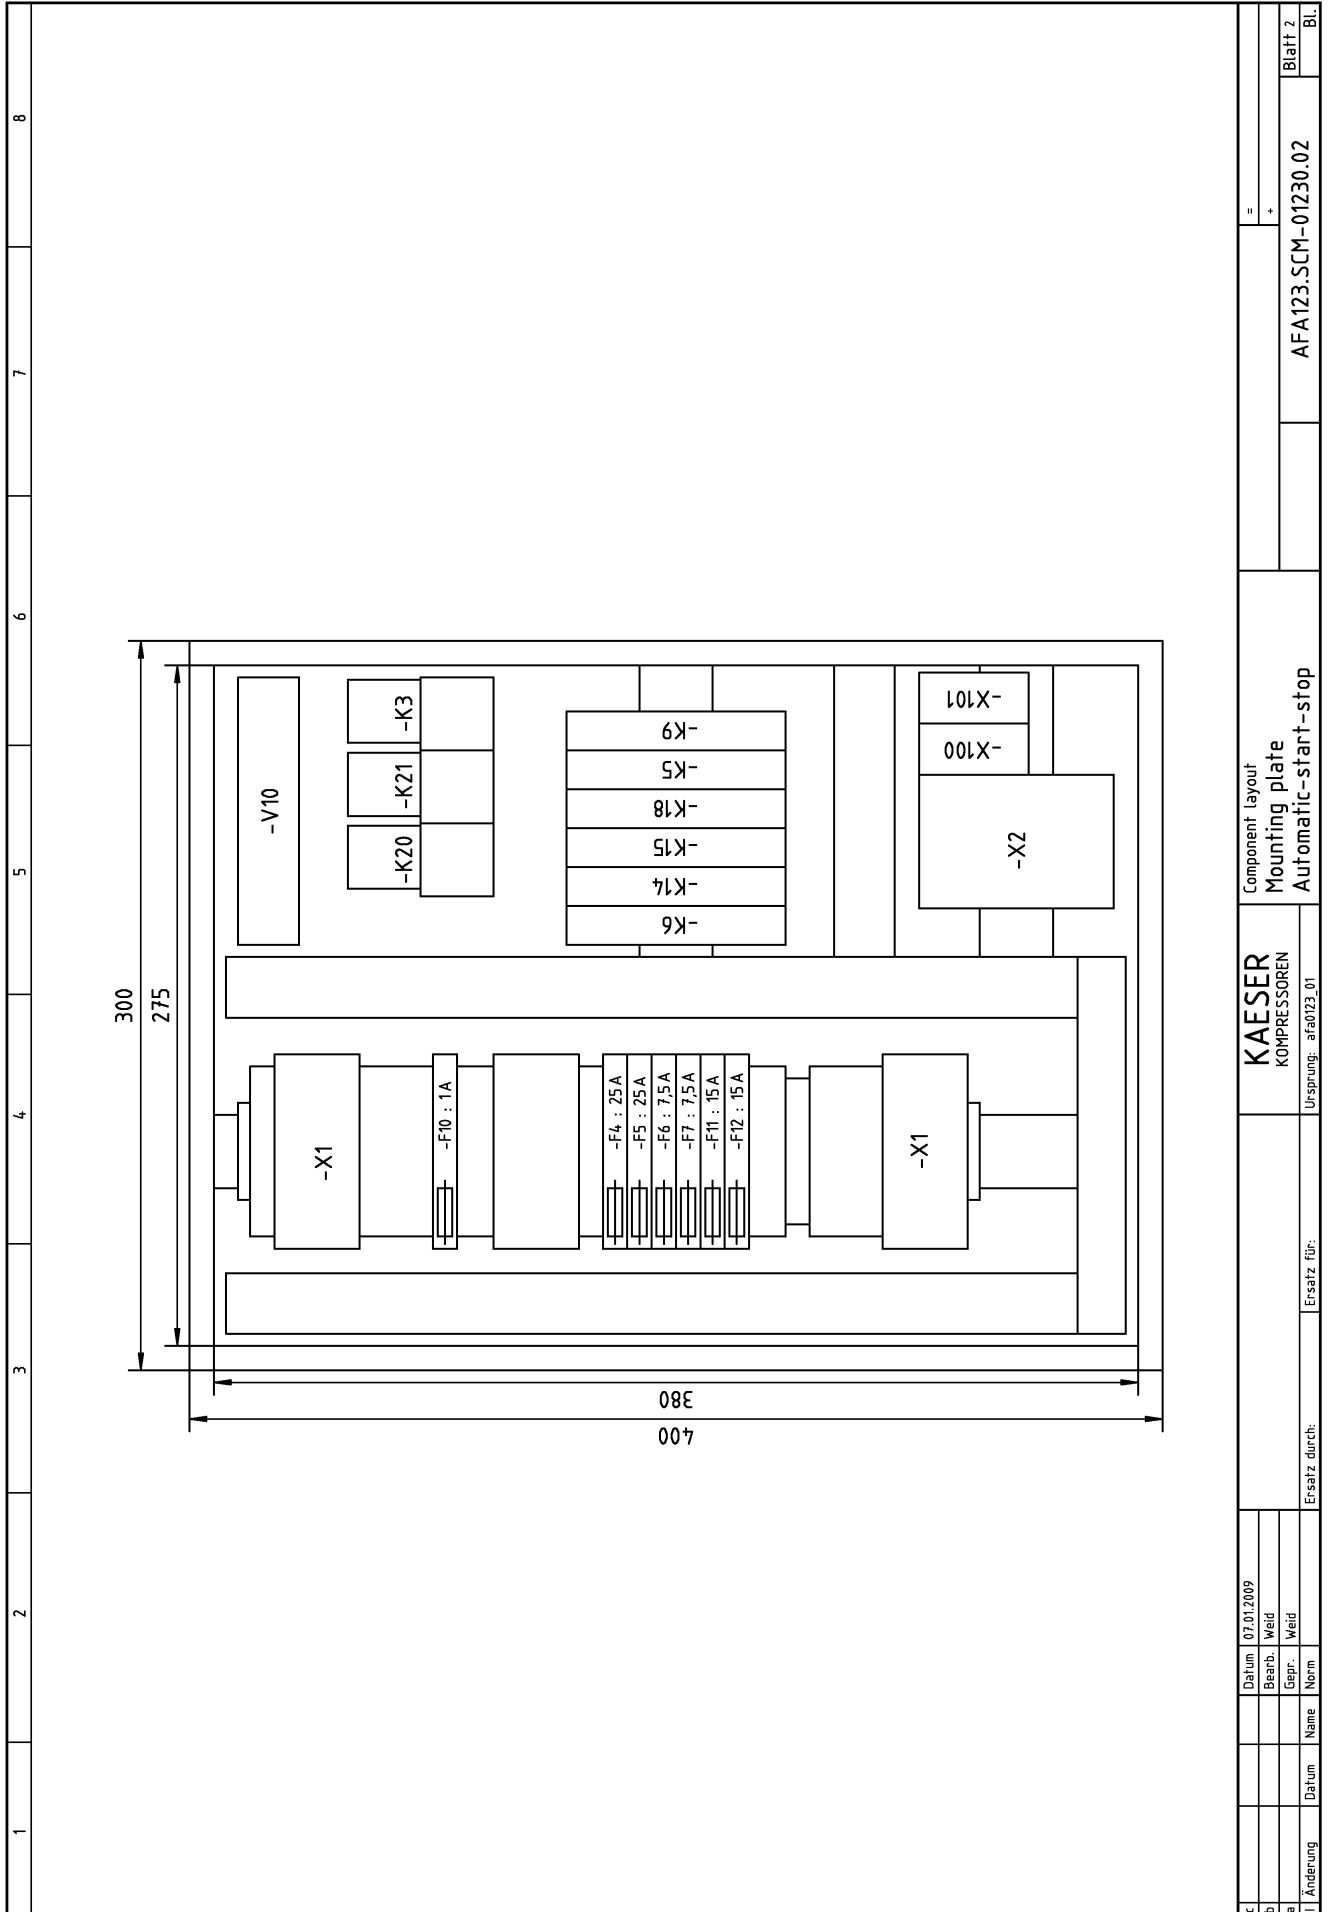 1
2
3
4
5
6
7
8
300
275
380
400
-V10
-K20
-K21
-K3
-K6
-K14
-K15
-K18
-K5
-K9
-X2
-X100
-X101
-X1
-F10 : 1A
-F4 : 25A
-F5 : 25A
-F6 : 7,5A
-F7 : 7,5A
-F11 : 15A
-F12 : 15A
-X1
c
b
a
Änderung
Datum
Name
Datum 07.01.2009
Bearb. Weid
Gepr. Weid
Norm
Ersatz durch:
Ersatz für:
KAESER
KOMPRESSOREN
Ursprung: afa0123_01
Component layout
Mounting plate
Automatic-start-stop
=
+
AFA123.SCM-01230.02
Blatt 2
Bl.